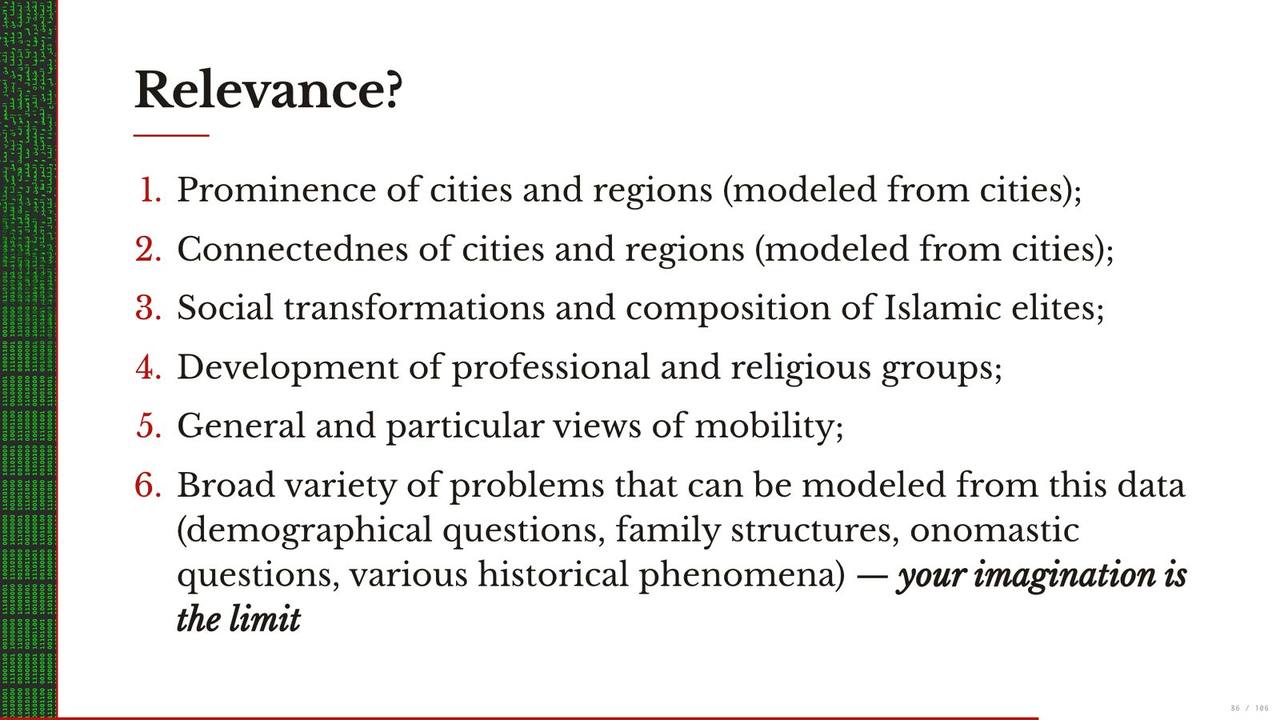 Relevance?
1. Prominence of cities and regions (modeled from cities);
2. Connectednes of cities and regions (modeled from cities);
3. Social transformations and composition of Islamic elites;
4. Development of professional and religious groups;
5. General and particular views of mobility;
6. Broad variety of problems that can be modeled from this data
(demographical questions, family structures, onomastic
questions, various historical phenomena) — your imagination is
the limit
86 / 106